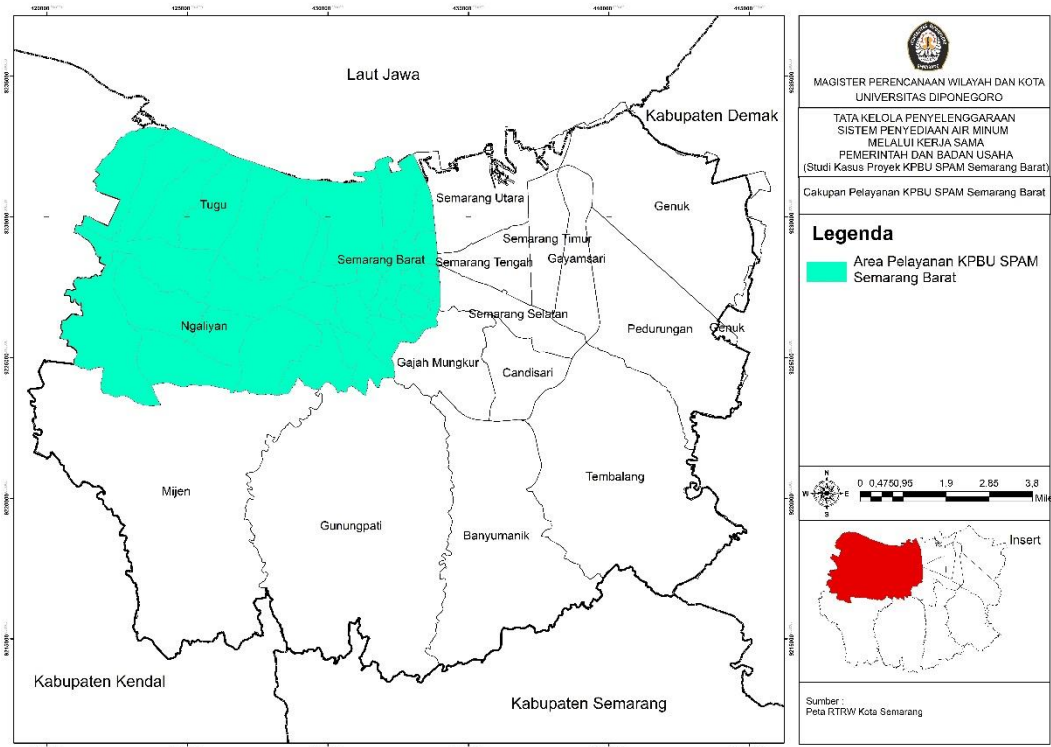 Laut Jawa
Kabupaten Demak
Tugu
Semarang Utara
Genuk
Semarang Timur
Semarang Barat
Semarang Tengah
Gayamsari
Semarang Selatan
Ngaliyan
Pedurungan
Genuk
Gajah Mungkur
Candisari
Mijen
Tembalang
Gunungpati
Banyumanik
Kabupaten Kendal
Kabupaten Semarang
MAGISTER PERENCANAAN WILAYAH DAN KOTA
UNIVERSITAS DIPONEGORO
TATA KELOLA PENYELENGGARAAN
SISTEM PENYEDIAAN AIR MINUM
MELALUI KERJA SAMA
PEMERINTAH DAN BADAN USAHA
(Studi Kasus Proyek KPBU SPAM Semarang Barat)
Cakupan Pelayanan KPBU SPAM Semarang Barat
Legenda
Area Pelayanan KPBU SPAM
Semarang Barat
N
W E
S
0 0,4750,95 1,9 2,85 3,8
Mile
Insert
Sumber :
Peta RTRW Kota Semarang